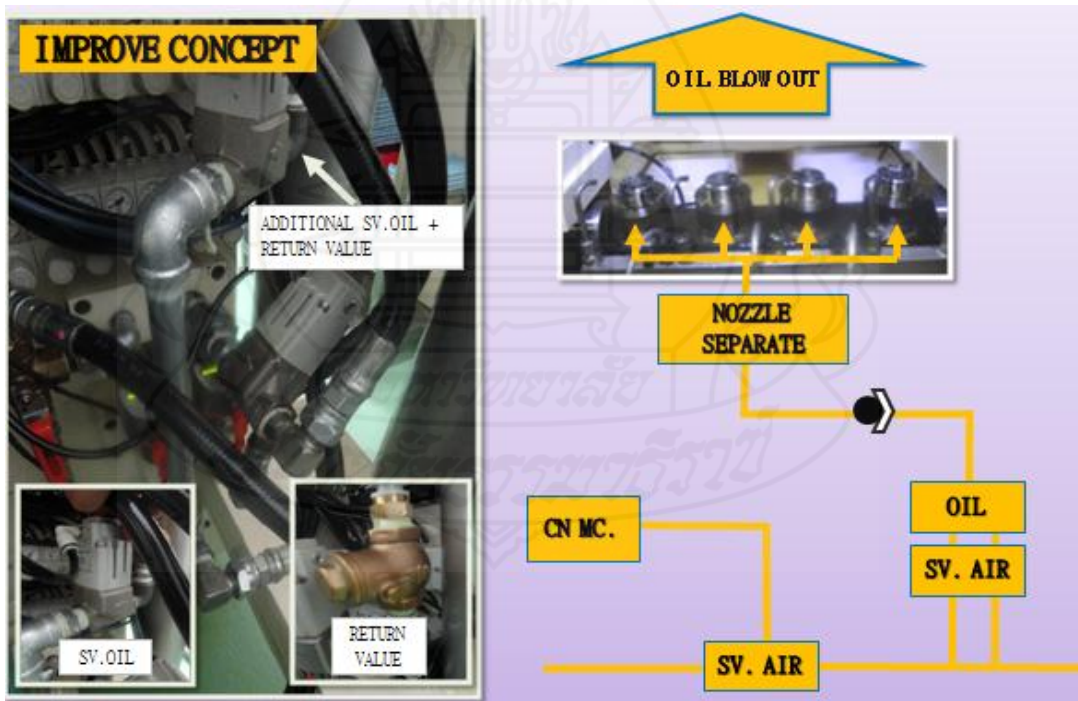 IMPROVE CONCEPT
ADDITIONAL SV.OIL +
RETURN VALUE
SV.OIL
RETURN
VALUE
OIL BLOW OUT
NOZZLE
SEPARATE
OIL
SV. AIR
CN MC.
SV. AIR